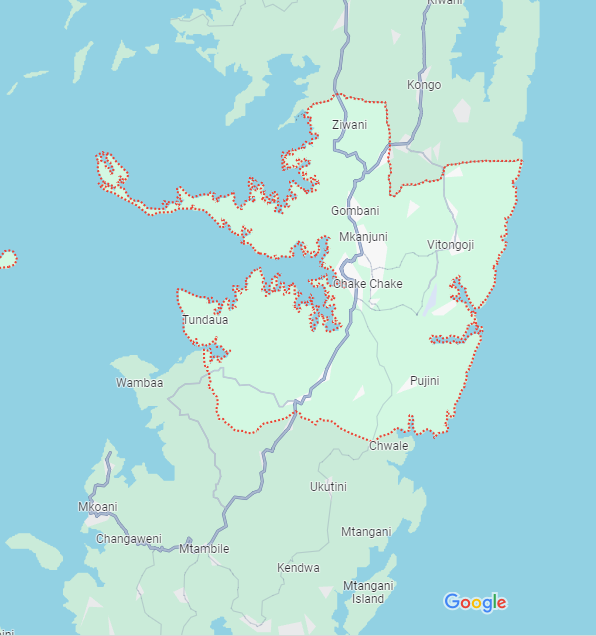 Kiwani
Kongo
Ziwani
Gombani
Mkanjuni
Vitongoji
Chake Chake
Tundaua
Pujini
Wambaa
Chwale
Ukutini
Mkoani
Mtangani
Changaweni
Mtambile
Kendwa
Mtangani
Island
Google